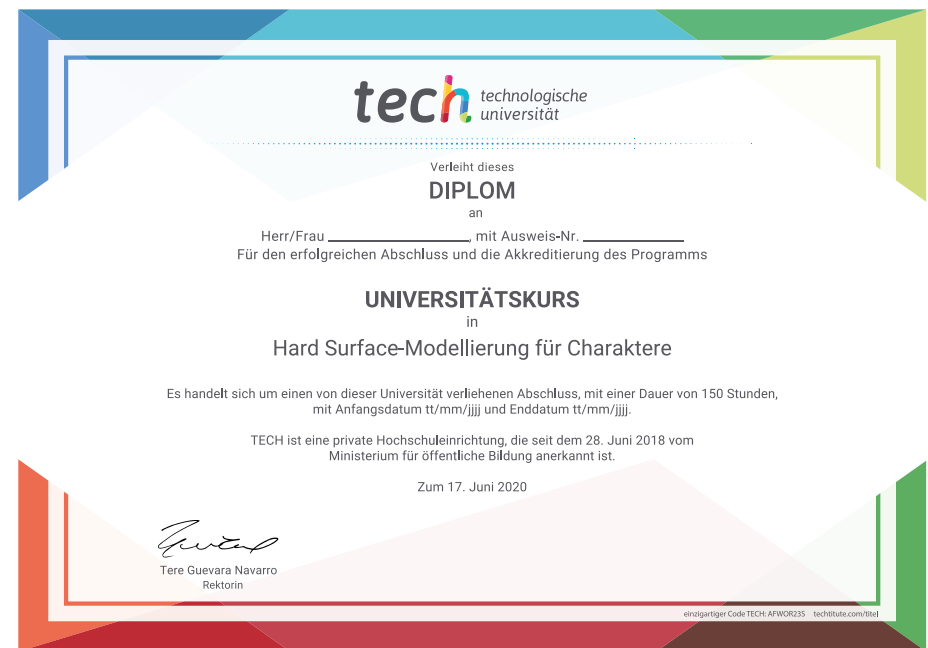 tech technologische
universität
Verleiht dieses
DIPLOM
an
Herr/Frau ____________________, mit Ausweis-Nr. ______________
Für den erfolgreichen Abschluss und die Akkreditierung des Programms
UNIVERSITÄTSKURS
in
Hard Surface-Modellierung für Charaktere
Es handelt sich um einen von dieser Universität verliehenen Abschluss, mit einer Dauer von 150 Stunden,
mit Anfangsdatum tt/mm/jjjj und Enddatum tt/mm/jjjj.
TECH ist eine private Hochschuleinrichtung, die seit dem 28. Juni 2018 vom
Ministerium für öffentliche Bildung anerkannt ist.
Zum 17. Juni 2020
Tere Guevara Navarro
Rektorin
einzigartiger Code TECH: AFWOR23S techtitute.com/titel